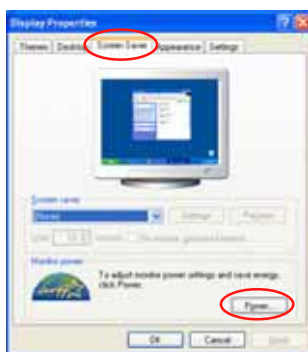 Display Properties
Themes Desktop Screen Saver Appearance Settings
Screen saver
Settings Preview
Monitor power
To adjust monitor power settings and save energy,
click Power.
Power...
OK Cancel Apply